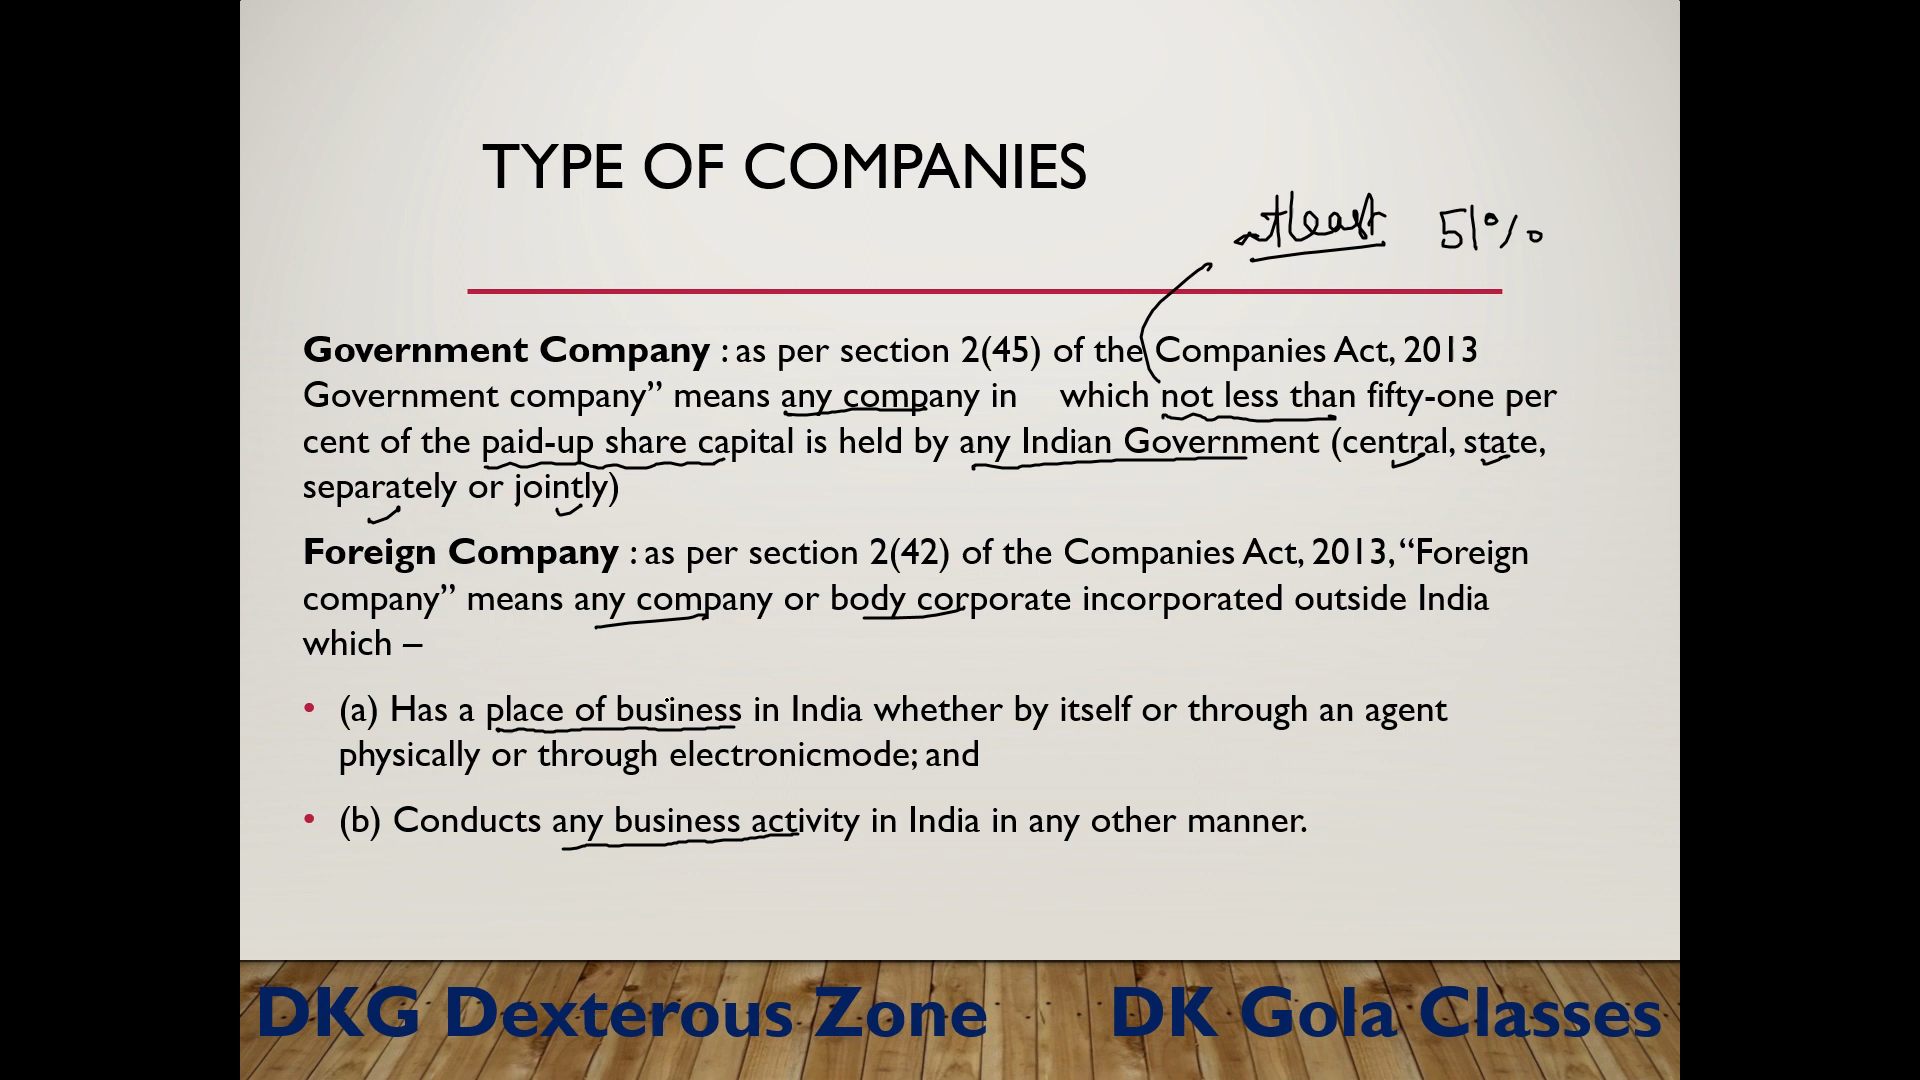 TYPE OF COMPANIES
atleast 51%
Government Company : as per section 2(45) of the Companies Act, 2013
Government company” means any company in which not less than fifty-one per
cent of the paid-up share capital is held by any Indian Government (central, state,
separately or jointly)
Foreign Company : as per section 2(42) of the Companies Act, 2013, “Foreign
company” means any company or body corporate incorporated outside India
which –
• (a) Has a place of business in India whether by itself or through an agent
physically or through electronicmode; and
• (b) Conducts any business activity in India in any other manner.
DKG Dexterous Zone DK Gola Classes